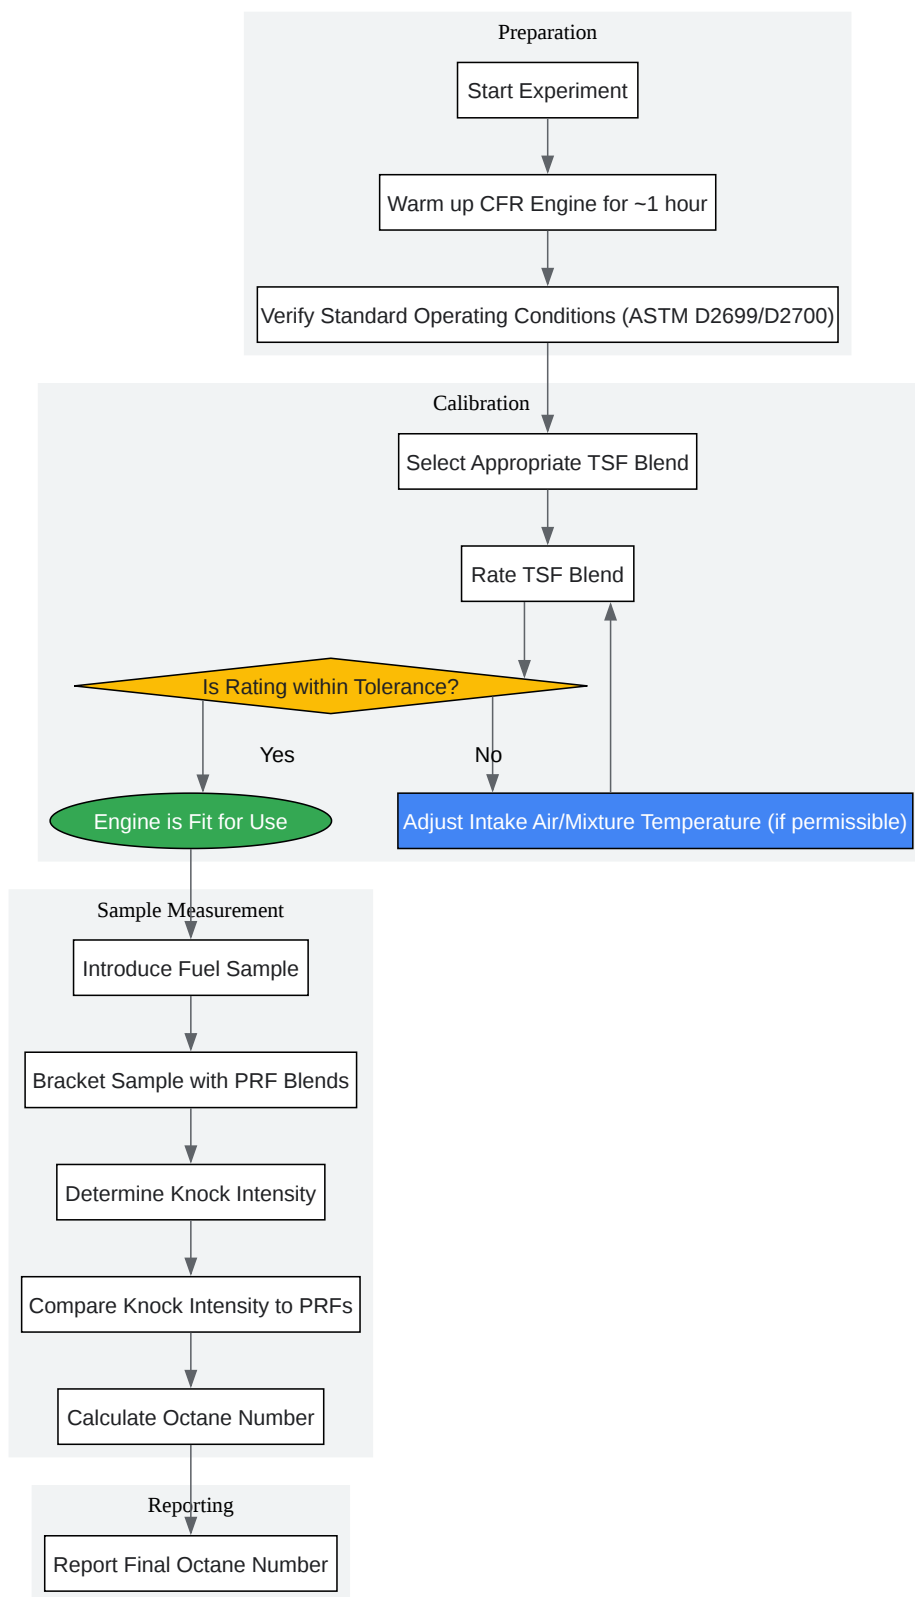 Preparation
Start Experiment
Warm up CFR Engine for ~1 hour
Verify Standard Operating Conditions (ASTM D2699/D2700)
Calibration
Select Appropriate TSF Blend
Rate TSF Blend
Is Rating within Tolerance?
Yes
No
Engine is Fit for Use
Adjust Intake Air/Mixture Temperature (if permissible)
Sample Measurement
Introduce Fuel Sample
Bracket Sample with PRF Blends
Determine Knock Intensity
Compare Knock Intensity to PRFs
Calculate Octane Number
Reporting
Report Final Octane Number